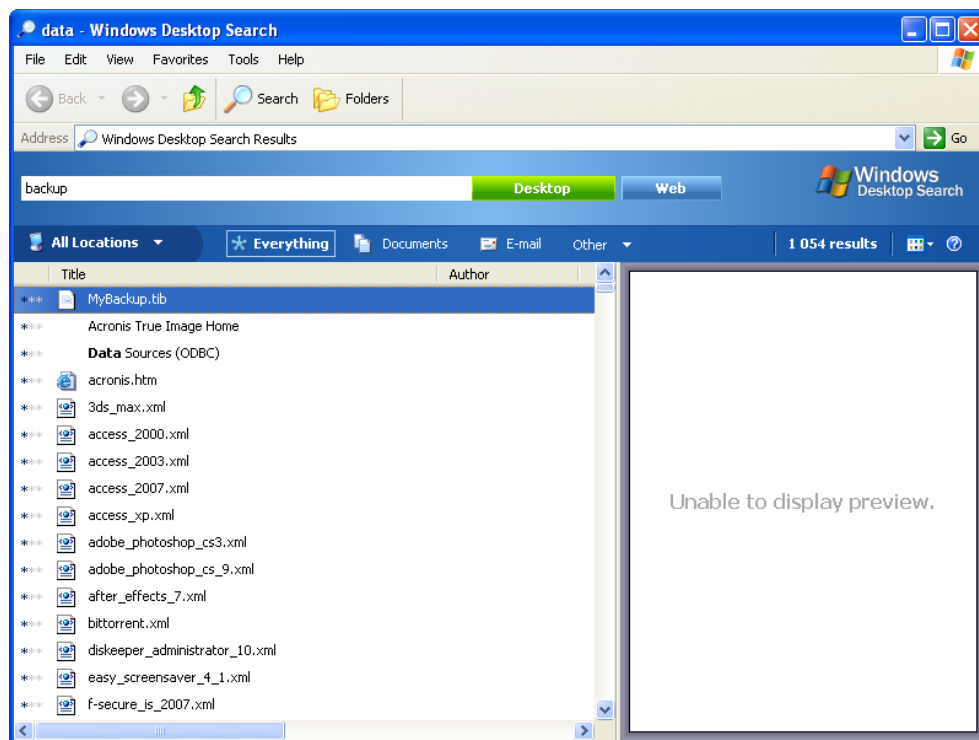 data - Windows Desktop Search
File Edit View Favorites Tools Help
Back Search Folders
Address Windows Desktop Search Results Go
backup Desktop Web Windows Desktop Search
All Locations Everything Documents E-mail Other 1 054 results
Title Author
MyBackup.tib
Acronis True Image Home
Data Sources (ODBC)
acronis.htm
3ds_max.xml
access_2000.xml
access_2003.xml
access_2007.xml
access_xp.xml
adobe_photoshop_cs3.xml
adobe_photoshop_cs_9.xml
after_effects_7.xml
bittorrent.xml
diskeeper_administrator_10.xml
easy_screensaver_4_1.xml
f-secure_is_2007.xml
Unable to display preview.